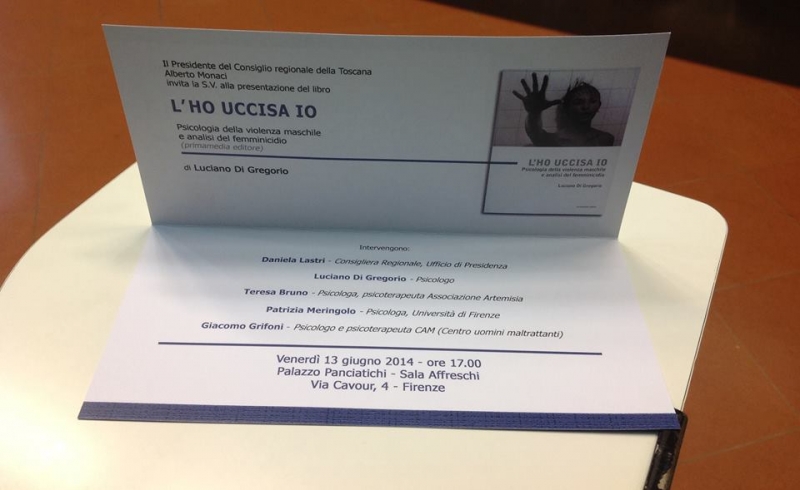 Il Presidente del Consiglio regionale della Toscana
Alberto Monaci
invita la S.V. alla presentazione del libro
L'HO UCCISA IO
Psicologia della violenza maschile
e analisi del femminicidio
(primamedia editore)
di Luciano Di Gregorio
L'HO UCCISA IO
Psicologia della violenza maschile
e analisi del femminicidio
Luciano Di Gregorio
Intervengono:
Daniela Lastri - Consigliera Regionale, Ufficio di Presidenza
Luciano Di Gregorio - Psicologo
Teresa Bruno - Psicologa, psicoterapeuta Associazione Artemisia
Patrizia Meringolo - Psicologa, Università di Firenze
Giacomo Grifoni - Psicologo e psicoterapeuta CAM (Centro uomini maltrattanti)
Venerdì 13 giugno 2014 - ore 17.00
Palazzo Panciatichi - Sala Affreschi
Via Cavour, 4 - Firenze